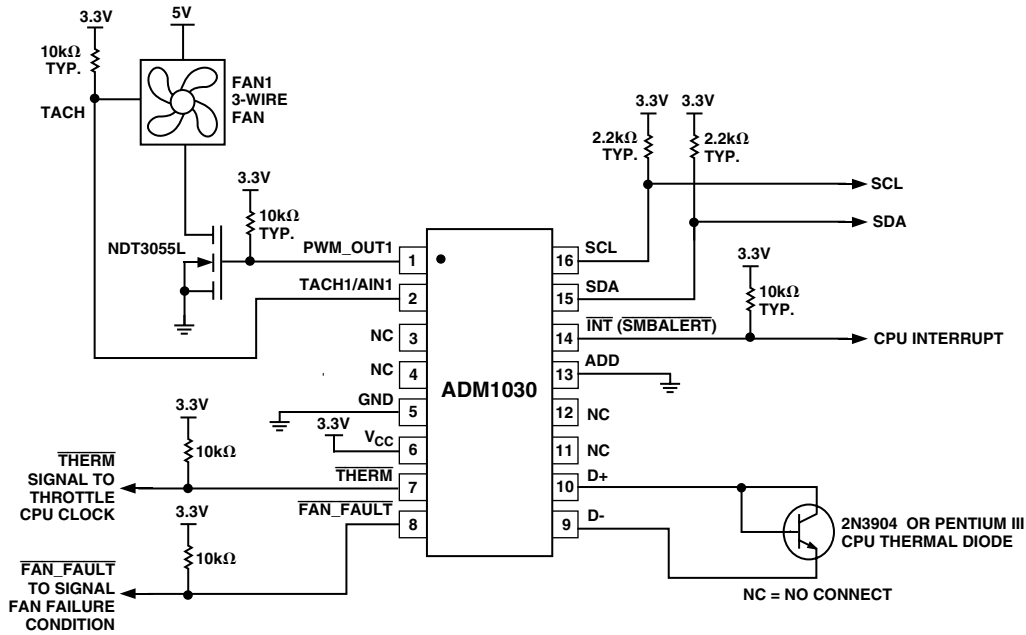 3.3V
10kΩ
TYP.
TACH
5V
FAN1
3-WIRE
FAN
3.3V
10kΩ
TYP.
NDT3055L
PWM_OUT1
TACH1/AIN1
NC
NC
GND
3.3V
VCC
THERM
FAN_FAULT
1
2
3
4
5
6
7
8
ADM1030
16
15
14
13
12
11
10
9
SCL
SDA
INT (SMBALERT)
ADD
NC
NC
D+
D-
3.3V
2.2kΩ
TYP.
3.3V
2.2kΩ
TYP.
SCL
SDA
3.3V
10kΩ
TYP.
CPU INTERRUPT
3.3V
10kΩ
THERM
SIGNAL TO
THROTTLE
CPU CLOCK
3.3V
10kΩ
FAN_FAULT
TO SIGNAL
FAN FAILURE
CONDITION
2N3904 OR PENTIUM III
CPU THERMAL DIODE
NC = NO CONNECT